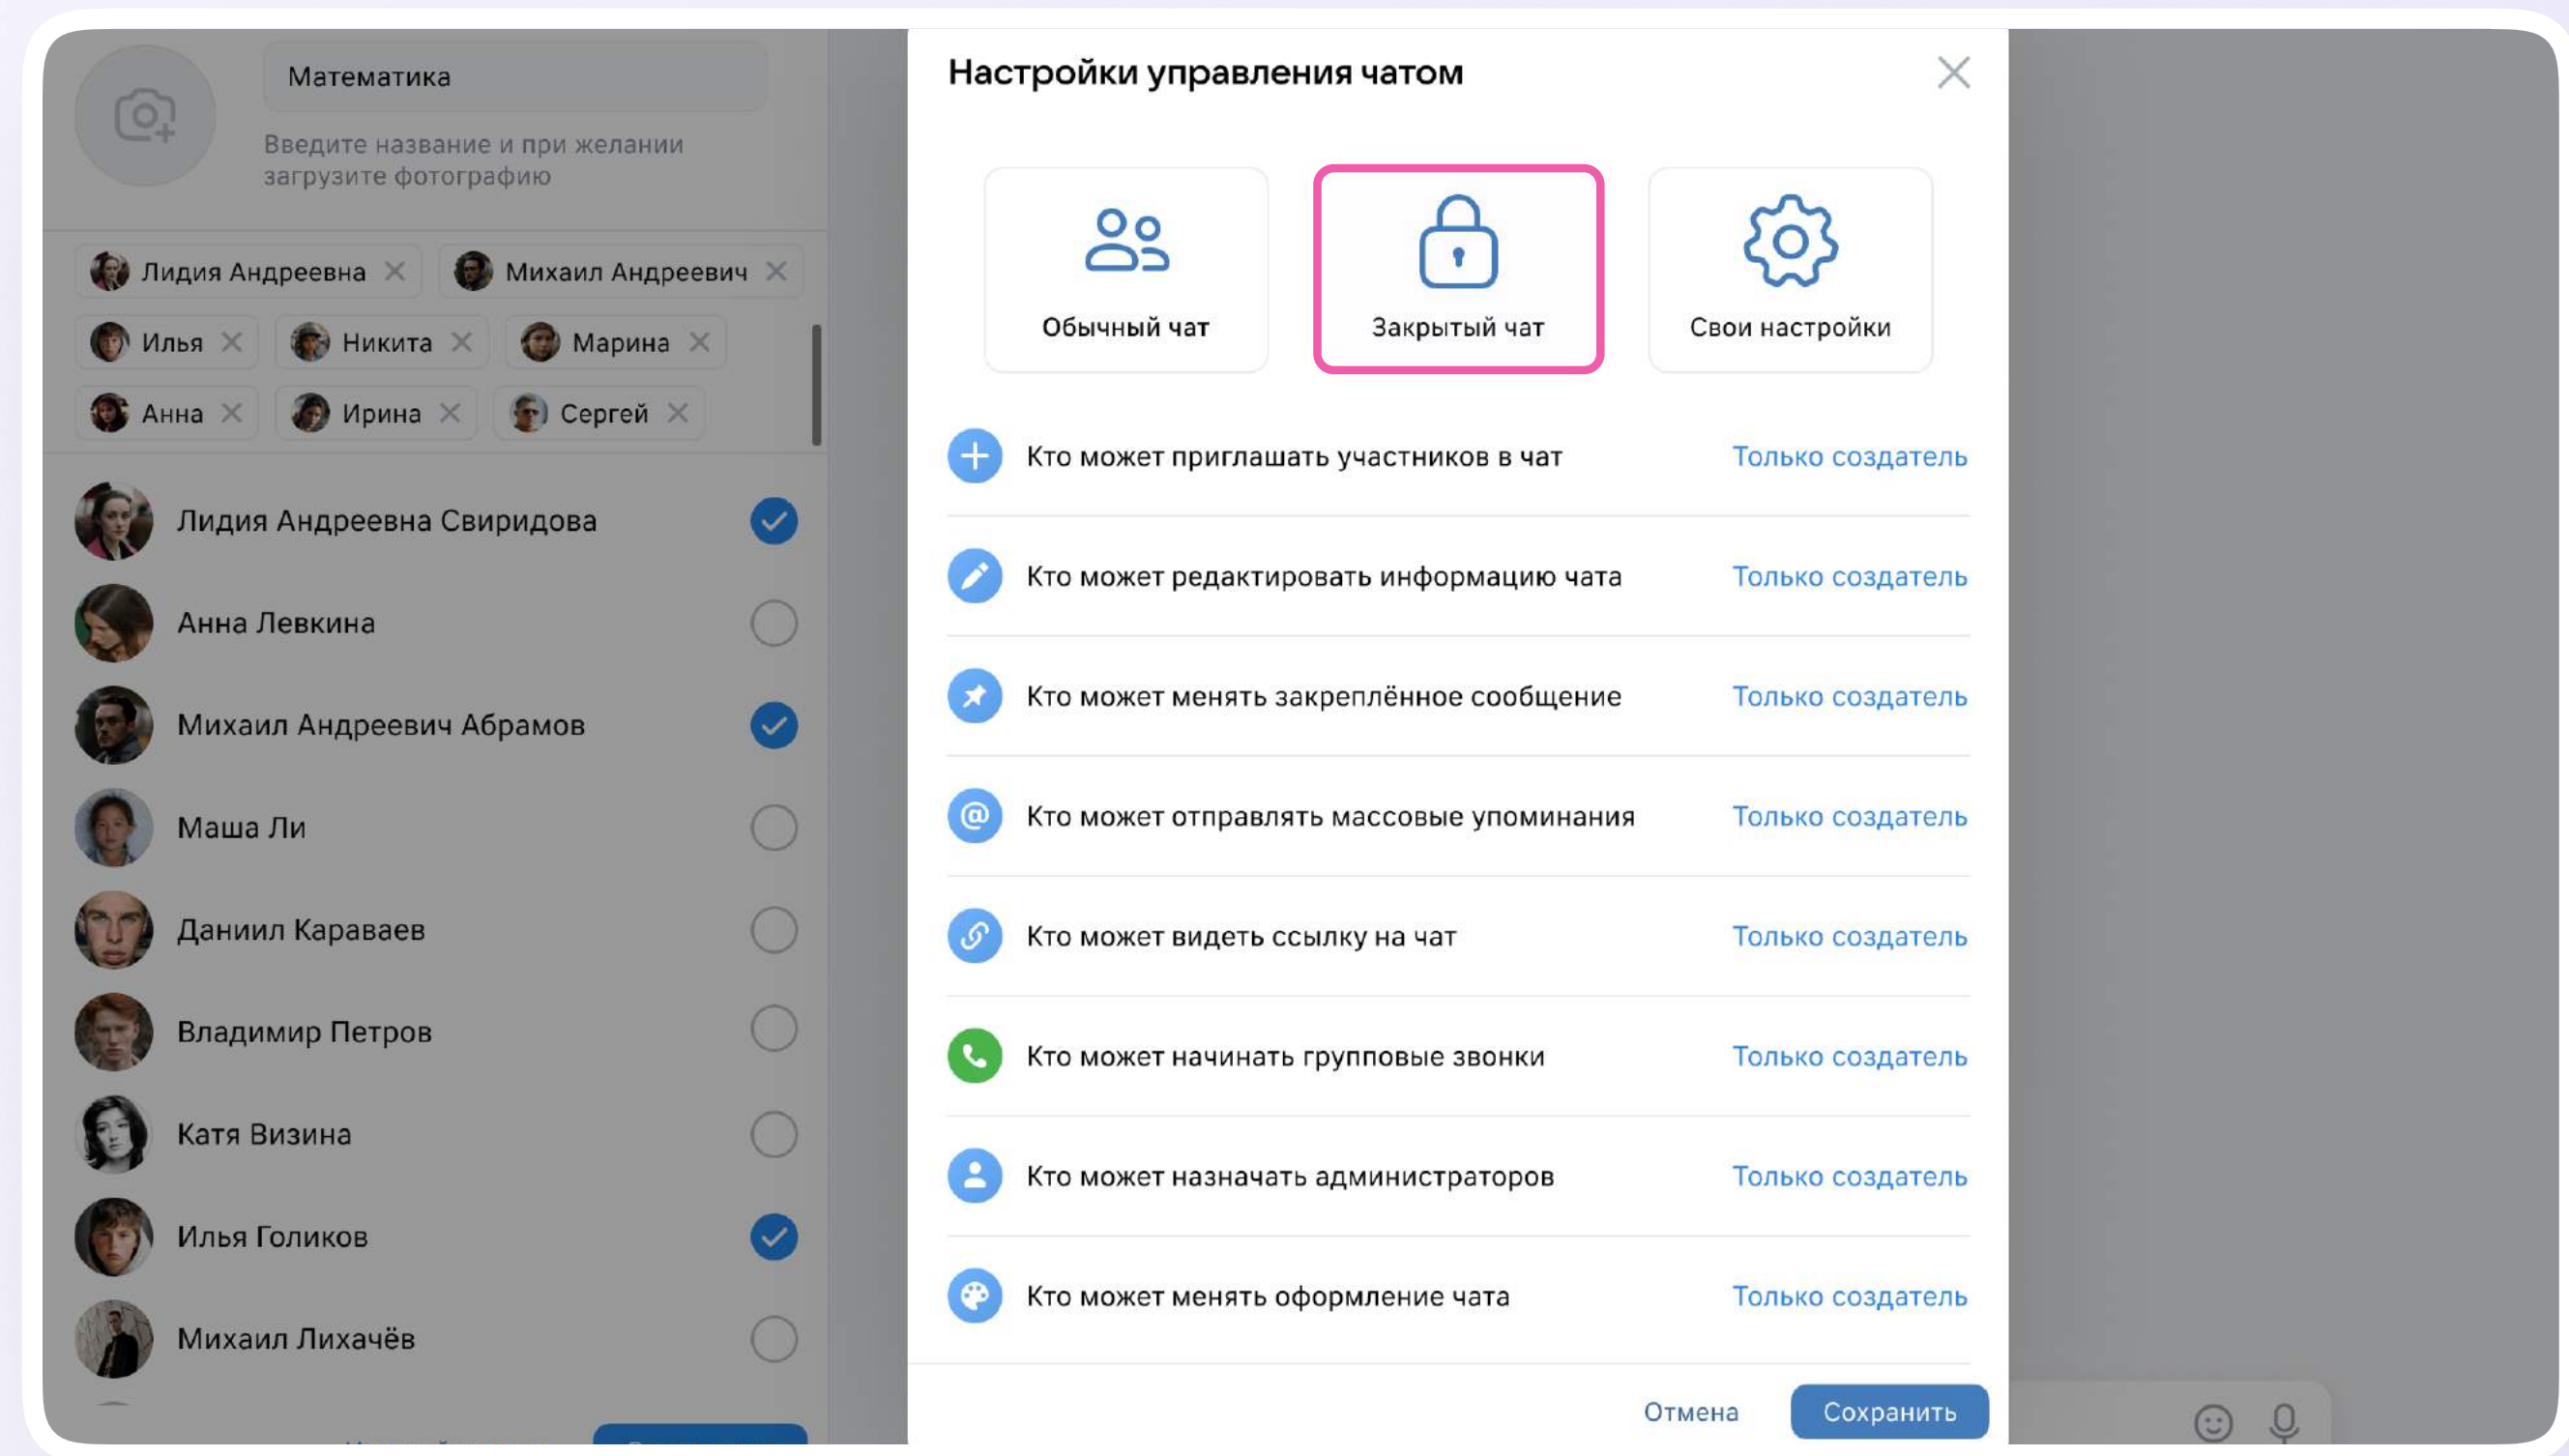 Математика
Введите название и при желании
загрузите фотографию
Лидия Андреевна
Михаил Андреевич
Илья
Никита
Марина
Анна
Ирина
Сергей
Лидия Андреевна Свиридова
Анна Левкина
Михаил Андреевич Абрамов
Маша Ли
Даниил Караваев
Владимир Петров
Катя Визина
Илья Голиков
Михаил Лихачёв
Настройки управления чатом
Обычный чат
Закрытый чат
Свои настройки
Кто может приглашать участников в чат
Только создатель
Кто может редактировать информацию чата
Только создатель
Кто может менять закреплённое сообщение
Только создатель
Кто может отправлять массовые упоминания
Только создатель
Кто может видеть ссылку на чат
Только создатель
Кто может начинать групповые звонки
Только создатель
Кто может назначать администраторов
Только создатель
Кто может менять оформление чата
Только создатель
Отмена
Сохранить